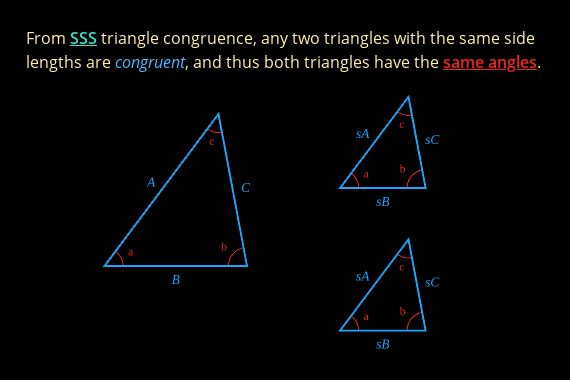 From SSS triangle congruence, any two triangles with the same side
lengths are congruent, and thus both triangles have the same angles.
c
A
C
a
b
B
c
sA
sC
a
b
sB
c
sA
sC
a
b
sB